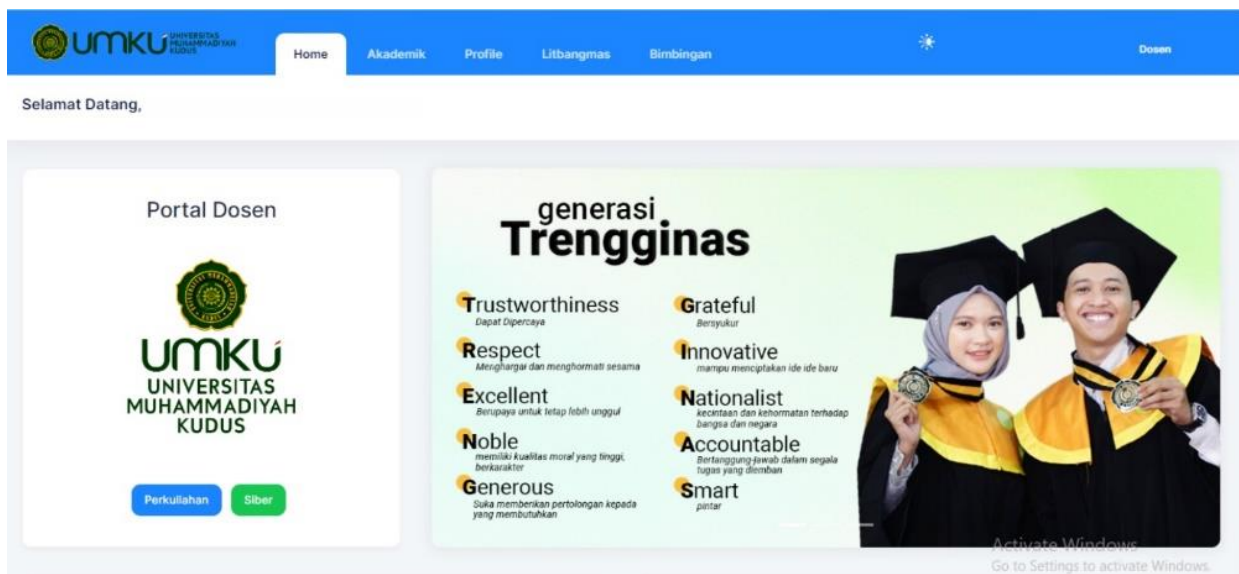 UMKU UNIVERSITAS
MUHAMMADIYAH
KUDUS
Home
Akademik
Profile
Litbangmas
Bimbingan
Dosen
Selamat Datang,
Portal Dosen
UMKU
UNIVERSITAS
MUHAMMADIYAH
KUDUS
Perkuliahan
Siber
generasi
Trengginas
Trustworthiness
Dapat Dipercaya
Respect
Menghargai dan menghormati sesama
Excellent
Berupaya untuk tetap lebih unggul
Noble
memiliki kualitas moral yang tinggi,
berkarakter
Generous
Suka memberikan pertolongan kepada
yang membutuhkan
Grateful
Bersyukur
Innovative
mampu menciptakan ide ide baru
Nationalist
kecintaan dan kehormatan terhadap
bangsa dan negara
Accountable
Bertanggung-jawab dalam segala
tugas yang diemban
Smart
pintar
Activate Windows
Go to Settings to activate Windows.